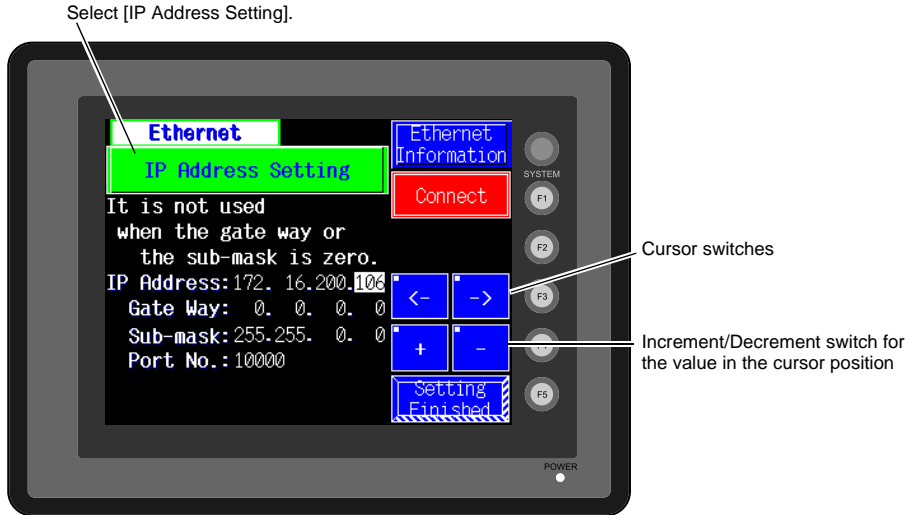 Select [IP Address Setting].
Ethernet
Ethernet
Information
IP Address Setting
Connect
SYSTEM
F1
It is not used
when the gate way or
the sub-mask is zero.
F2
Cursor switches
IP Address:172. 16.200.106
<-
->
F3
Gate Way: 0. 0. 0. 0
Sub-mask:255.255. 0. 0
+
-
Increment/Decrement switch for
the value in the cursor position
Port No.:10000
Setting
Finished
F5
POWER